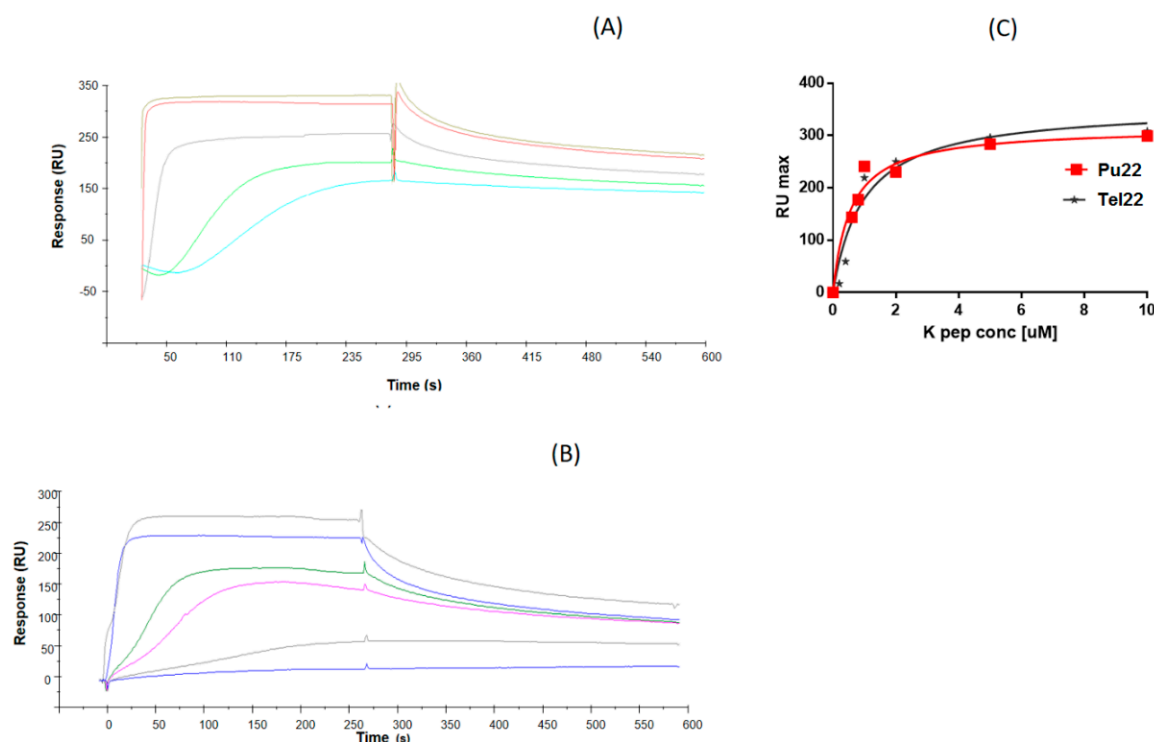 (A)
(C)
350
250
150
50
-50
Response (RU)
50 110 175 235 295 360 415 480 540 600
Time (s)
400
300
200
100
0
RU max
Pu22
Tel22
0 2 4 6 8 10
K pep conc [uM]
(B)
300
250
200
150
100
50
0
Response (RU)
0 50 100 150 200 250 300 350 400 450 500 550 600 650
Time (s)